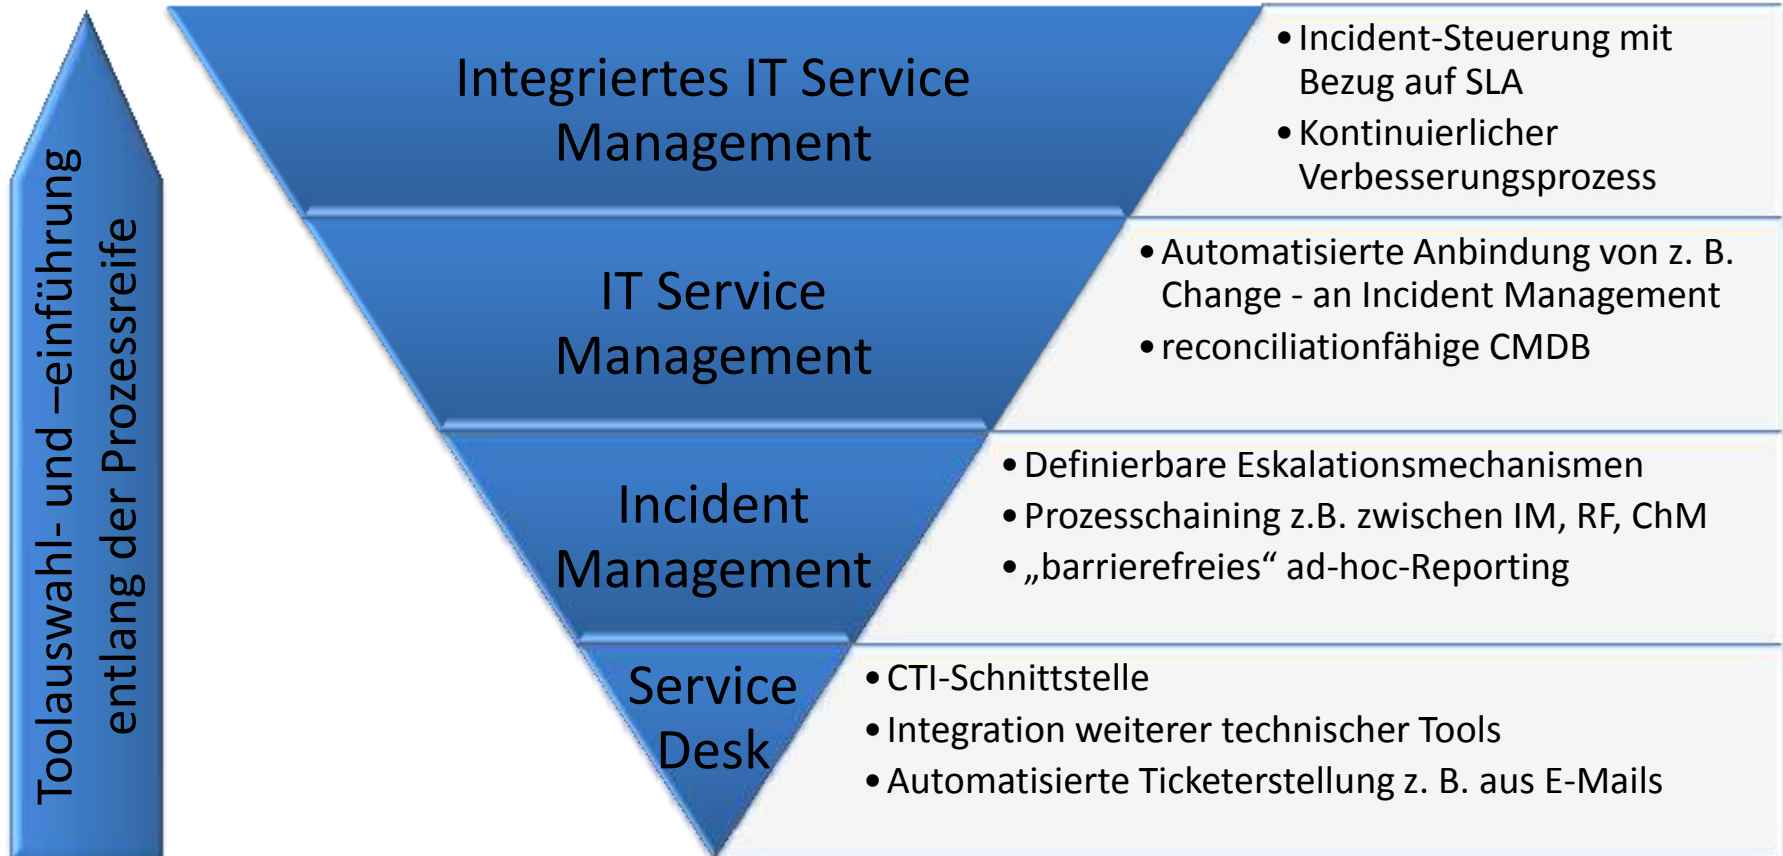 Toolauswahl- und –einführung
entlang der Prozessreife
Integriertes IT Service
Management
• Incident-Steuerung mit
Bezug auf SLA
• Kontinuierlicher
Verbesserungsprozess
IT Service
Management
• Automatisierte Anbindung von z. B.
Change - an Incident Management
• reconciliationfähige CMDB
Incident
Management
• Definierbare Eskalationsmechanismen
• Prozesschaining z.B. zwischen IM, RF, ChM
• „barrierefreies“ ad-hoc-Reporting
Service
Desk
• CTI-Schnittstelle
• Integration weiterer technischer Tools
• Automatisierte Ticketerstellung z. B. aus E-Mails